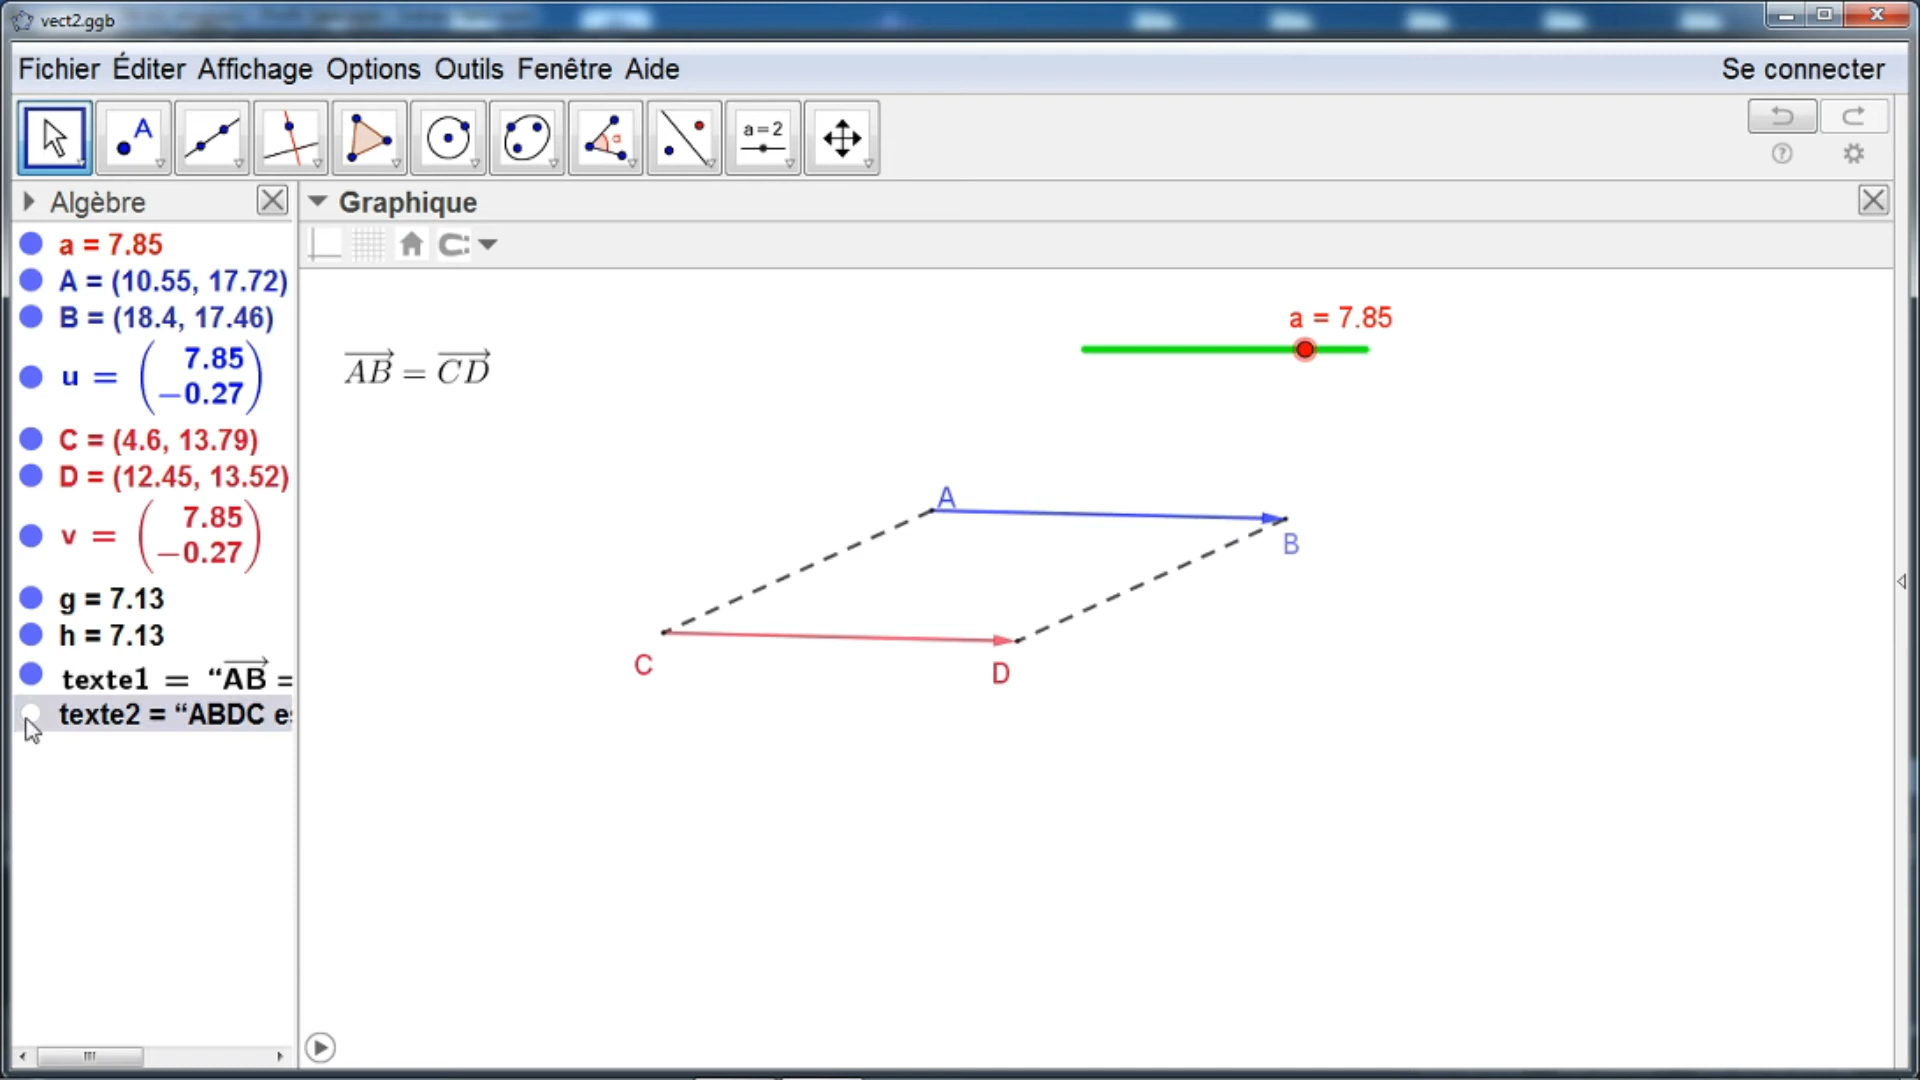 vect2.ggb
Fichier Éditer Affichage Options Outils Fenêtre Aide
Se connecter
A
α
a=2
Algèbre
Graphique
a = 7.85
A = (10.55, 17.72)
B = (18.4, 17.46)
u = (7.85
−0.27)
C = (4.6, 13.79)
D = (12.45, 13.52)
v = (7.85
−0.27)
g = 7.13
h = 7.13
texte1 = “AB =
texte2 = “ABDC
a = 7.85
AB = CD
A
B
C
D